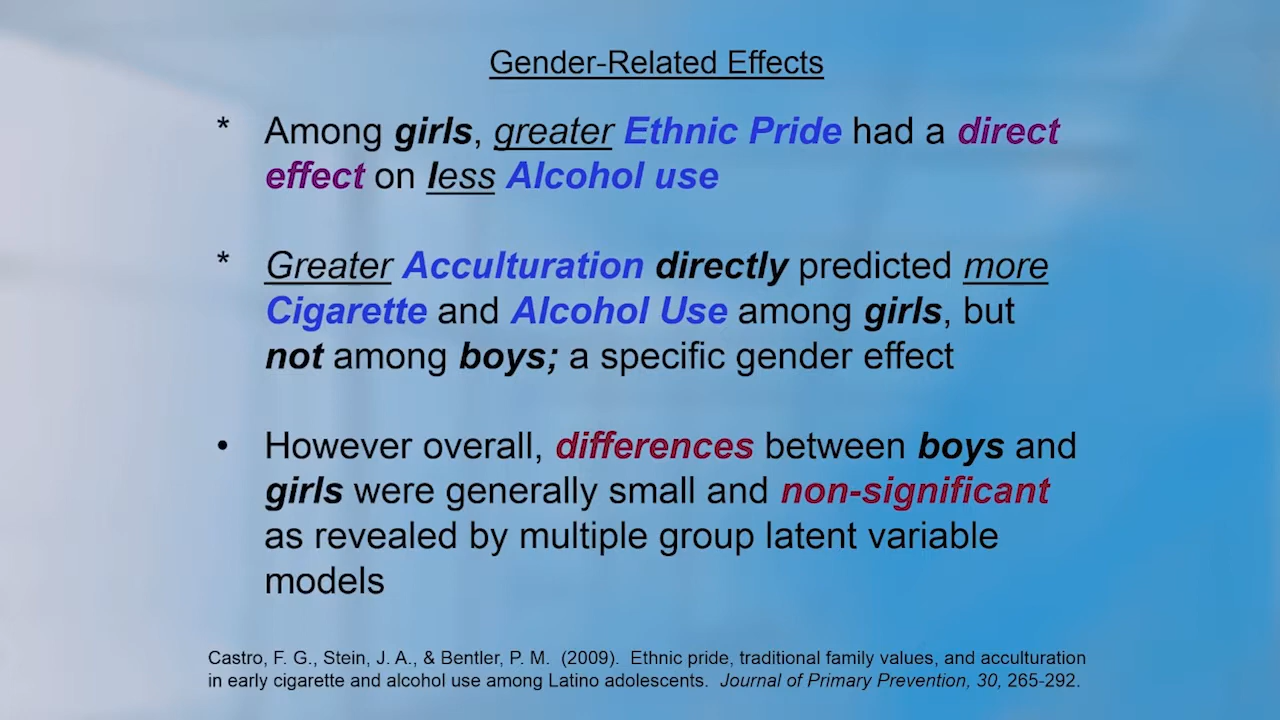 Gender-Related Effects
* Among girls, greater Ethnic Pride had a direct
effect on less Alcohol use
* Greater Acculturation directly predicted more
Cigarette and Alcohol Use among girls, but
not among boys; a specific gender effect
• However overall, differences between boys and
girls were generally small and non-significant
as revealed by multiple group latent variable
models
Castro, F. G., Stein, J. A., & Bentler, P. M. (2009). Ethnic pride, traditional family values, and acculturation
in early cigarette and alcohol use among Latino adolescents. Journal of Primary Prevention, 30, 265-292.